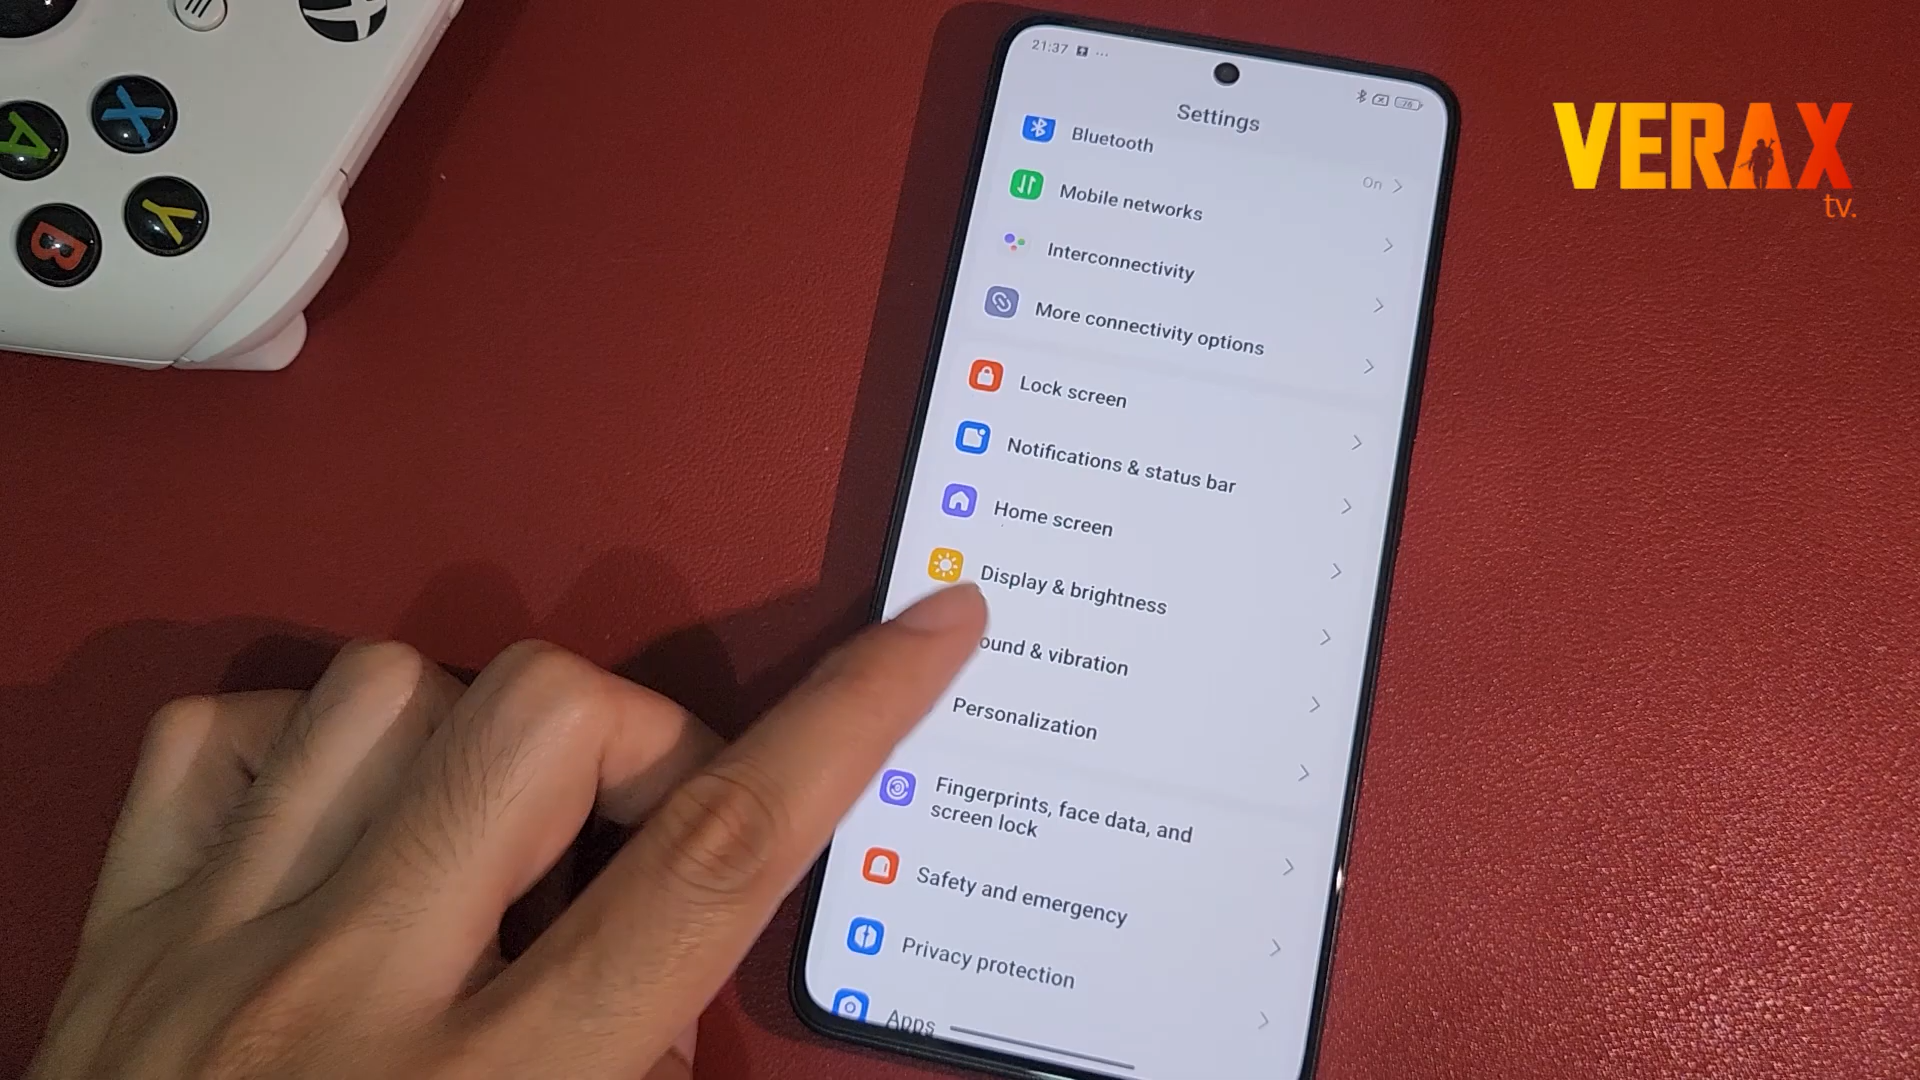 21:37
78
Settings
Bluetooth
On
Mobile networks
Interconnectivity
More connectivity options
Lock screen
Notifications & status bar
Home screen
Display & brightness
ound & vibration
Personalization
Fingerprints, face data, and
screen lock
Safety and emergency
Privacy protection
Apps
VERAX
tv.
A
X
B
Y